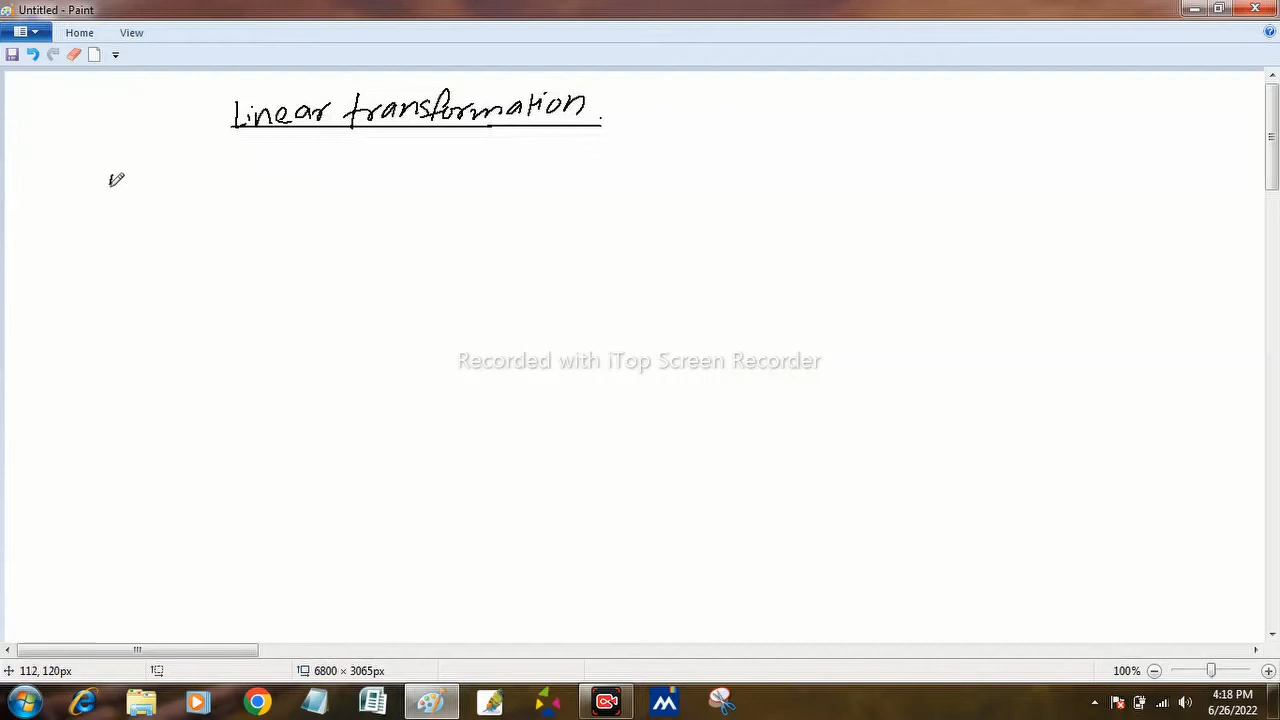 Untitled - Paint
Home View
Linear transformation.
Recorded with iTop Screen Recorder
112, 120px
6800 × 3065px
100%
4:18 PM
6/26/2022